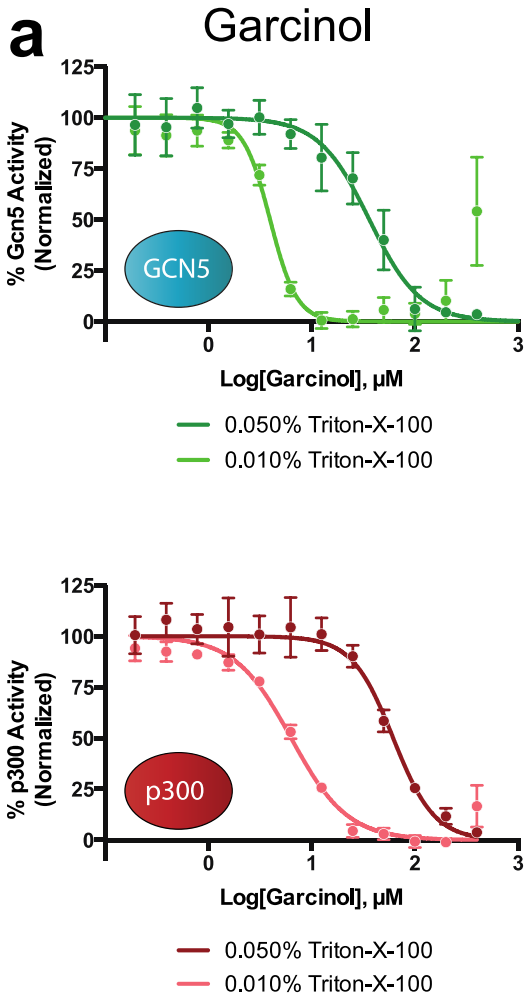 a
Garcinol
% Gcn5 Activity
(Normalized)
125
100
75
50
25
0
GCN5
0 1 2 3
Log[Garcinol], µM
0.050% Triton-X-100
0.010% Triton-X-100
% p300 Activity
(Normalized)
125
100
75
50
25
0
p300
0 1 2 3
Log[Garcinol], µM
0.050% Triton-X-100
0.010% Triton-X-100